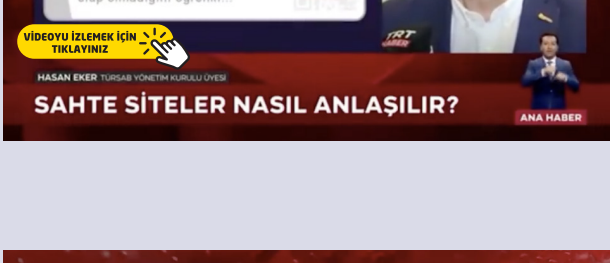 VİDEOYU İZLEMEK İÇİN
TIKLAYINIZ
TRT
HABER
HASAN EKER TÜRSAB YÖNETİM KURULU ÜYESİ
SAHTE SİTELER NASIL ANLAŞILIR?
ANA HABER